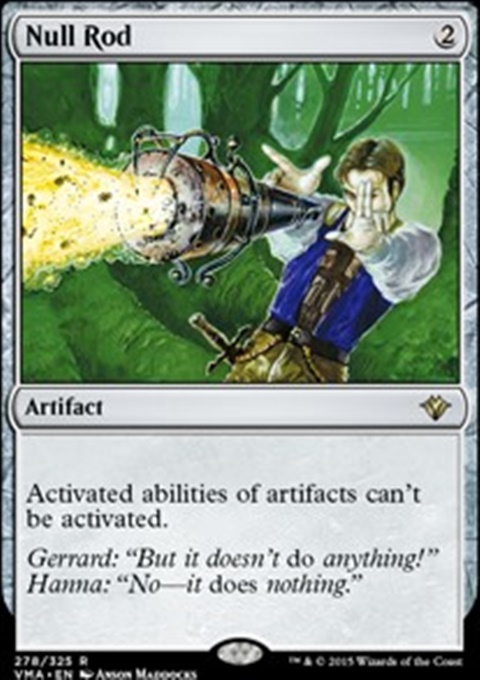 Null Rod 2
Artifact
Activated abilities of artifacts can't
be activated.
Gerrard: "But it doesn't do anything!"
Hanna: "No—it does nothing."
278/325 R
VMA • EN Anson Maddocks
™ & © 2015 Wizards of the Coast